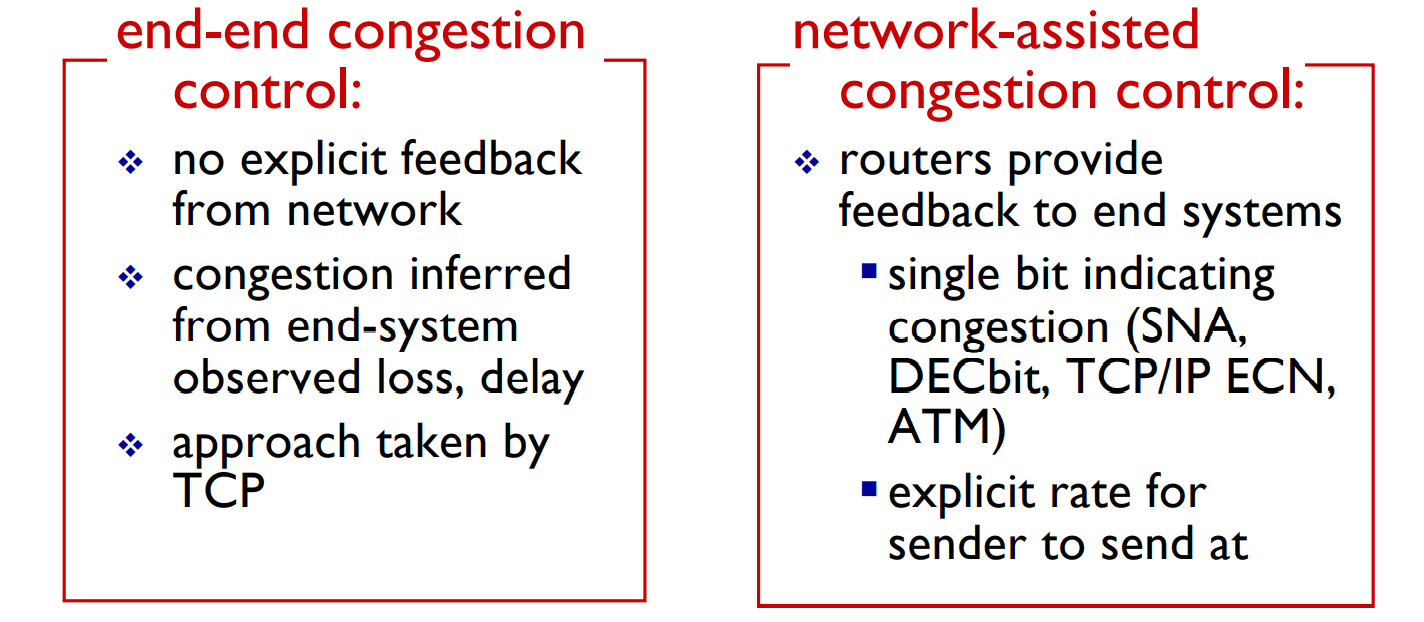 end-end congestion
control:
no explicit feedback
from network
congestion inferred
from end-system
observed loss, delay
approach taken by
TCP
network-assisted
congestion control:
routers provide
feedback to end systems
single bit indicating
congestion (SNA,
DECbit, TCP/IP ECN,
ATM)
explicit rate for
sender to send at